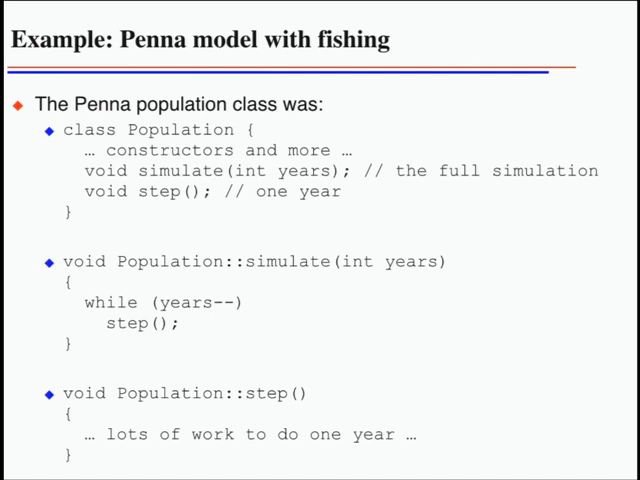 Example: Penna model with fishing
The Penna population class was:
class Population {
… constructors and more …
void simulate(int years); // the full simulation
void step(); // one year
}
void Population::simulate(int years)
{
while (years--)
step();
}
void Population::step()
{
… lots of work to do one year …
}